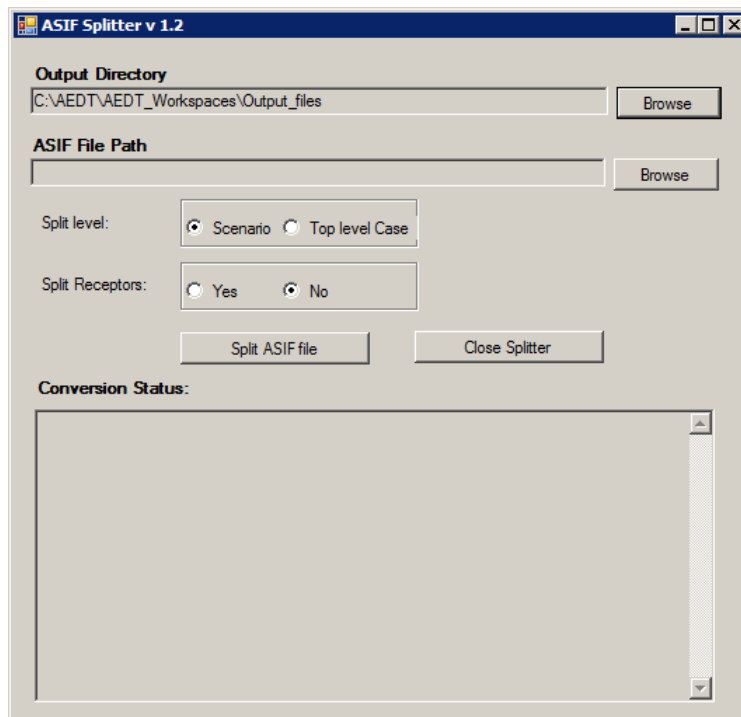 ASIF Splitter v 1.2
Output Directory
C:\AEDT\AEDT_Workspaces\Output_files
Browse
ASIF File Path
Browse
Split level:
Scenario Top level Case
Split Receptors:
Yes No
Split ASIF file Close Splitter
Conversion Status: